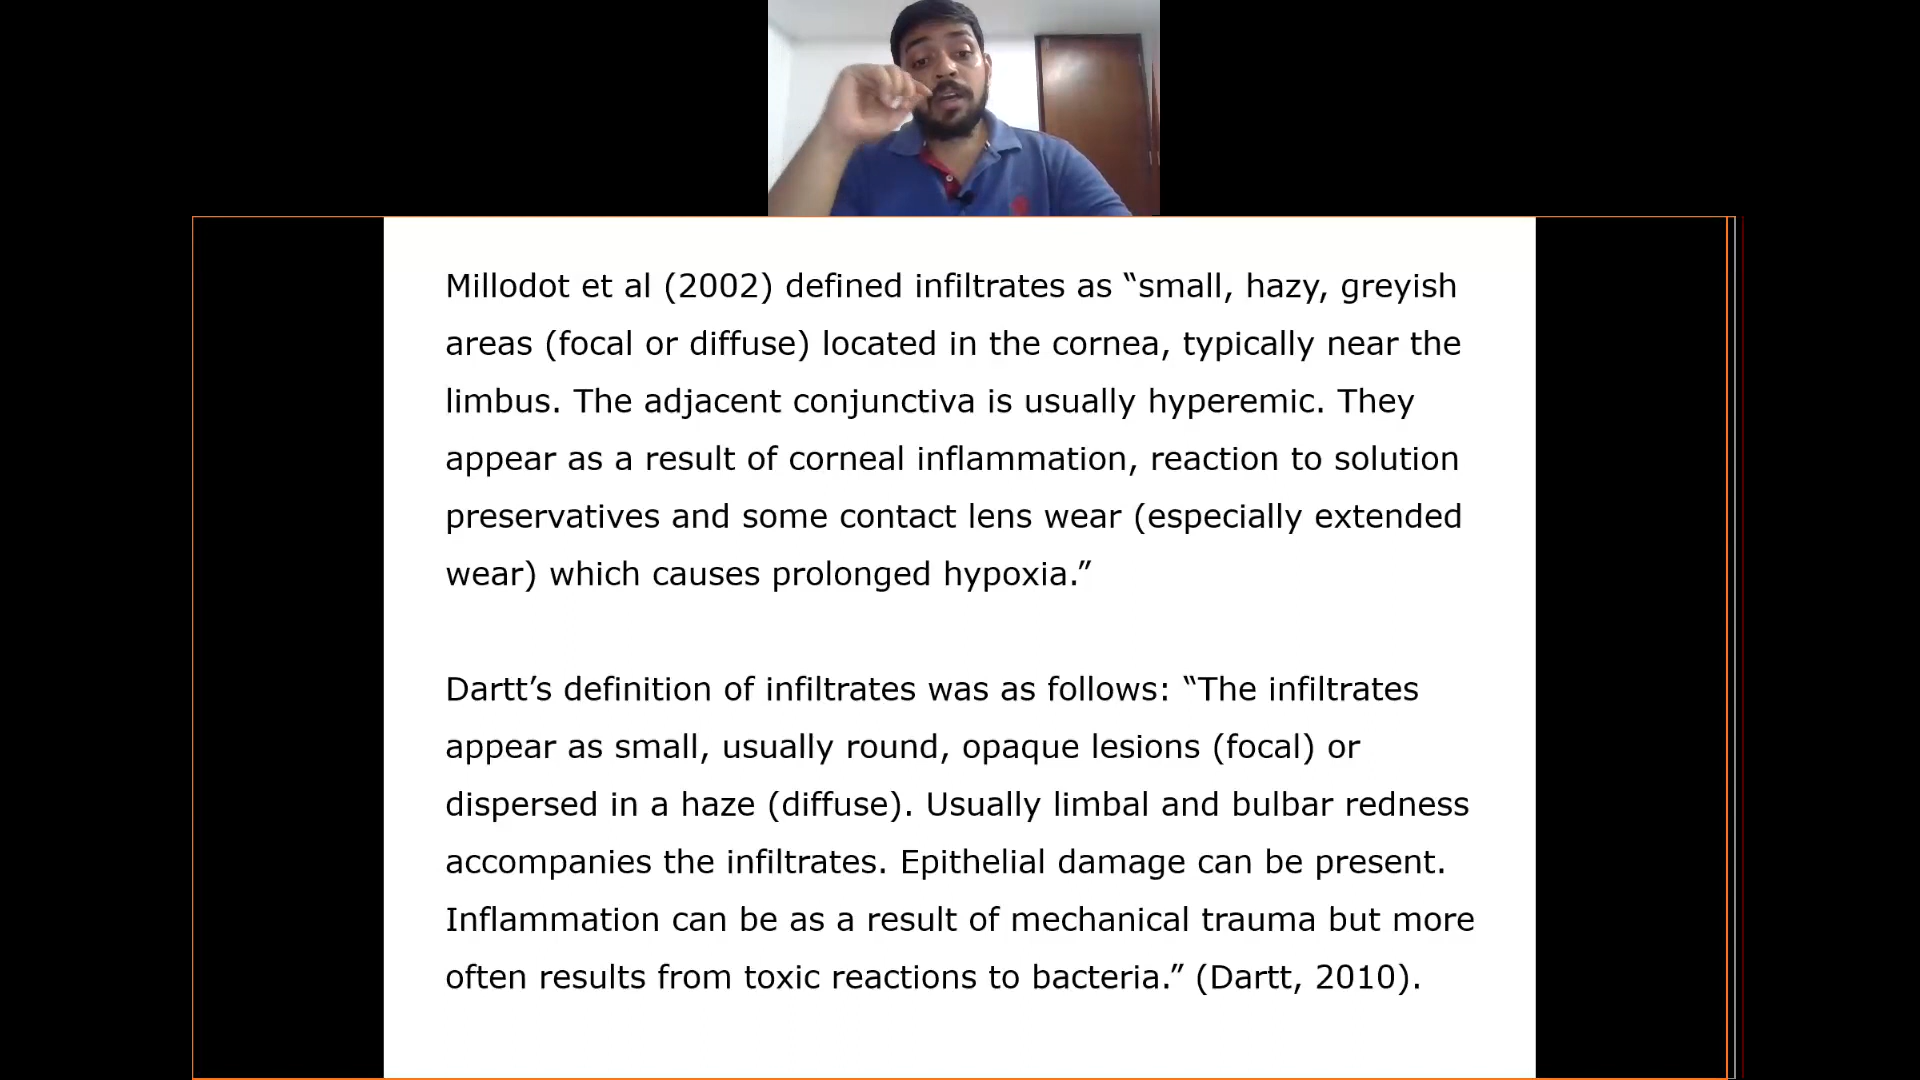 Millodot et al (2002) defined infiltrates as “small, hazy, greyish
areas (focal or diffuse) located in the cornea, typically near the
limbus. The adjacent conjunctiva is usually hyperemic. They
appear as a result of corneal inflammation, reaction to solution
preservatives and some contact lens wear (especially extended
wear) which causes prolonged hypoxia.”
Dartt’s definition of infiltrates was as follows: “The infiltrates
appear as small, usually round, opaque lesions (focal) or
dispersed in a haze (diffuse). Usually limbal and bulbar redness
accompanies the infiltrates. Epithelial damage can be present.
Inflammation can be as a result of mechanical trauma but more
often results from toxic reactions to bacteria.” (Dartt, 2010).